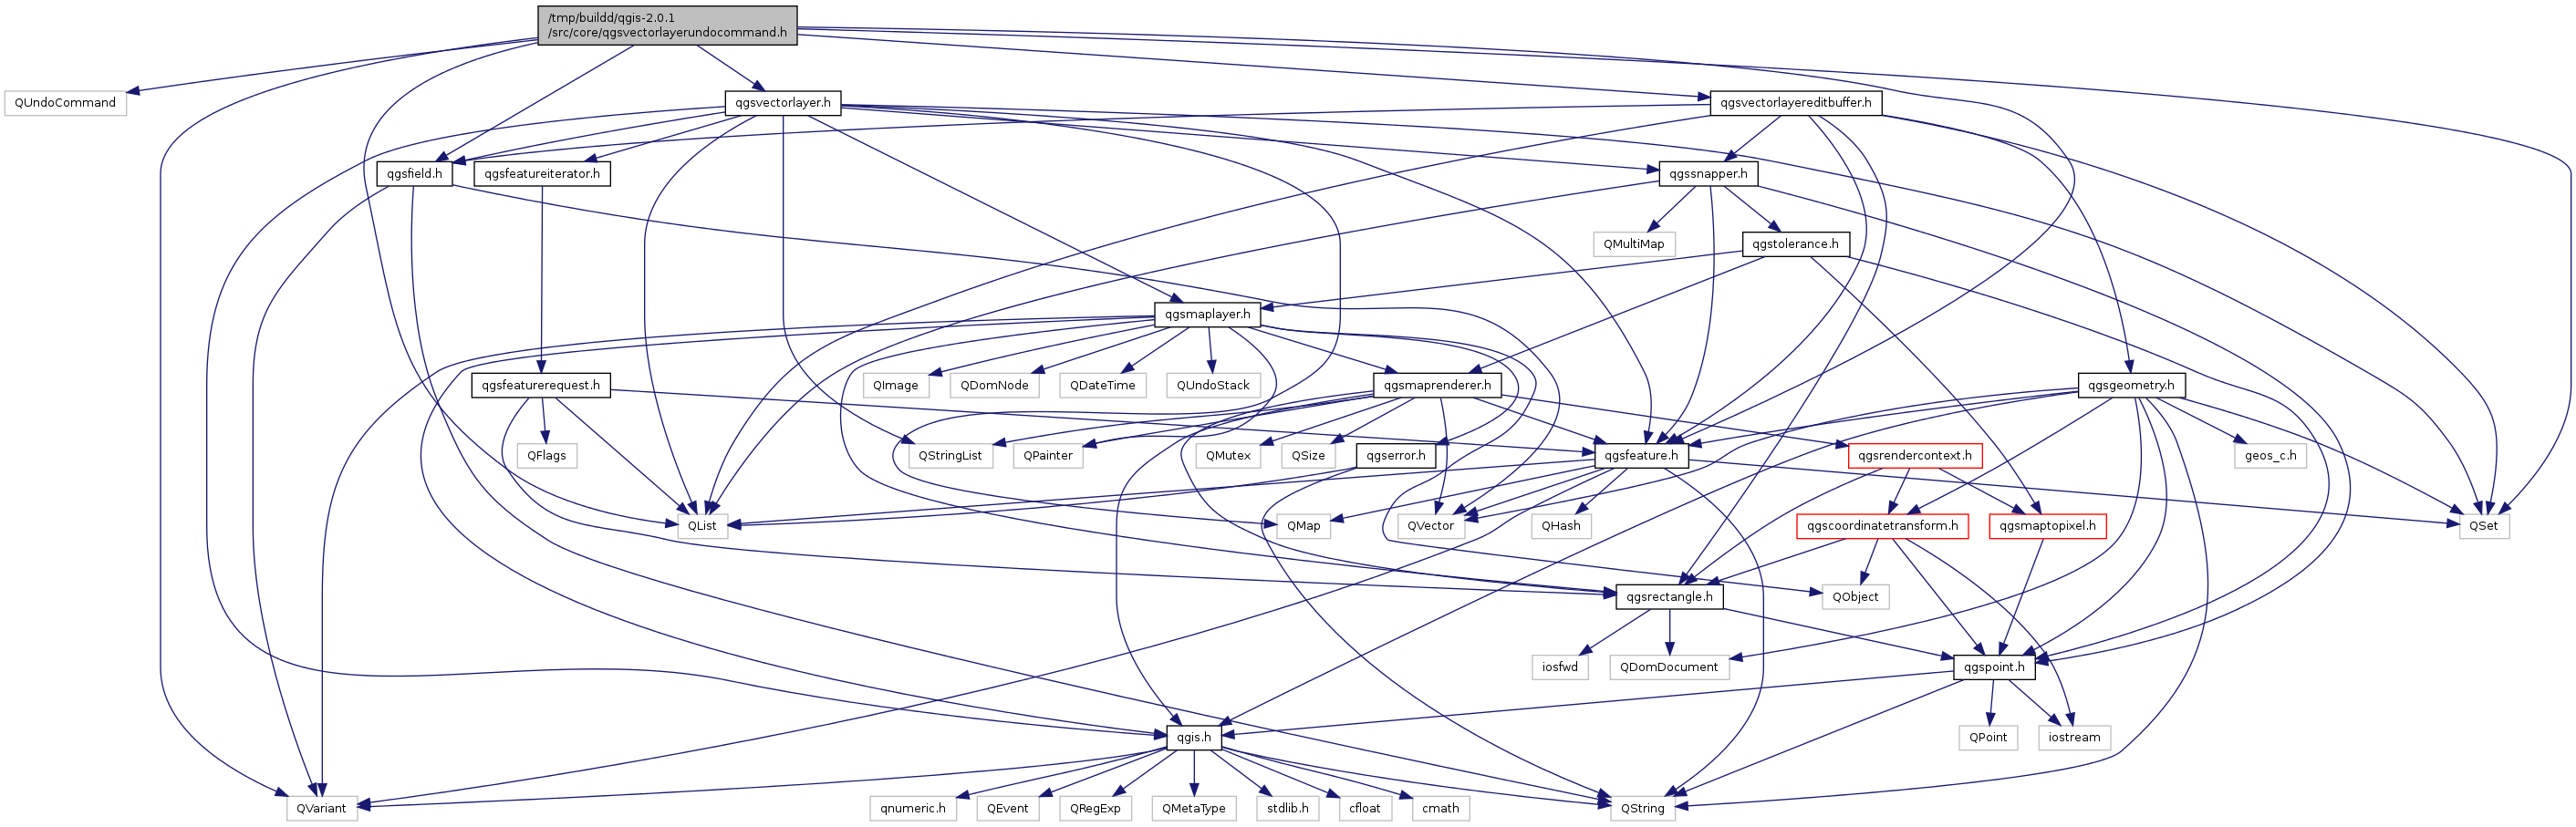 /tmp/buildd/qgis-2.0.1
/src/core/qgsvectorlayerundocommand.h
QUndoCommand
qgsvectorlayer.h
qgsvectorlayereditbuffer.h
qgsfield.h
qgsfeatureiterator.h
qgssnapper.h
QMultiMap
qgstolerance.h
qgsmaplayer.h
qgsfeaturerequest.h
QImage
QDomNode
QDateTime
QUndoStack
qgsmaprenderer.h
qgsgeometry.h
QFlags
QStringList
QPainter
QMutex
QSize
qgserror.h
qgsfeature.h
qgsrendercontext.h
geos_c.h
QList
QMap
QVector
QHash
qgscoordinatetransform.h
qgsmaptopixel.h
QSet
qgsrectangle.h
QObject
iosfwd
QDomDocument
qgspoint.h
qgis.h
QPoint
iostream
QVariant
qnumeric.h
QEvent
QRegExp
QMetaType
stdlib.h
cfloat
cmath
QString